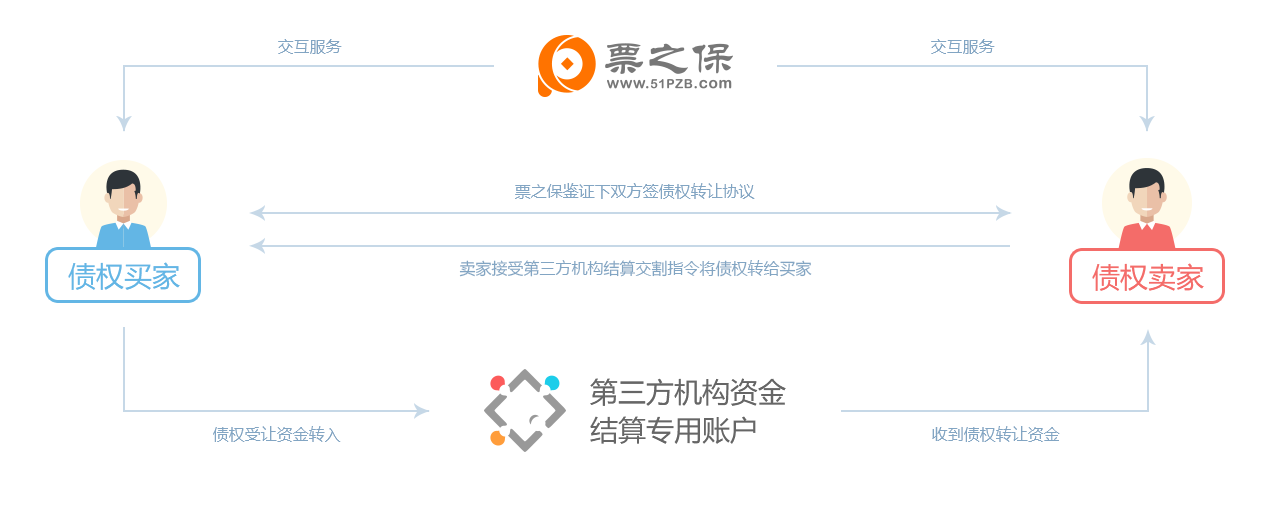 交互服务
票之保
www.51PZB.com
交互服务
票之保鉴证下双方签债权转让协议
卖家接受第三方机构结算交割指令将债权转给买家
债权买家
债权卖家
第三方机构资金
结算专用账户
债权受让资金转入
收到债权转让资金